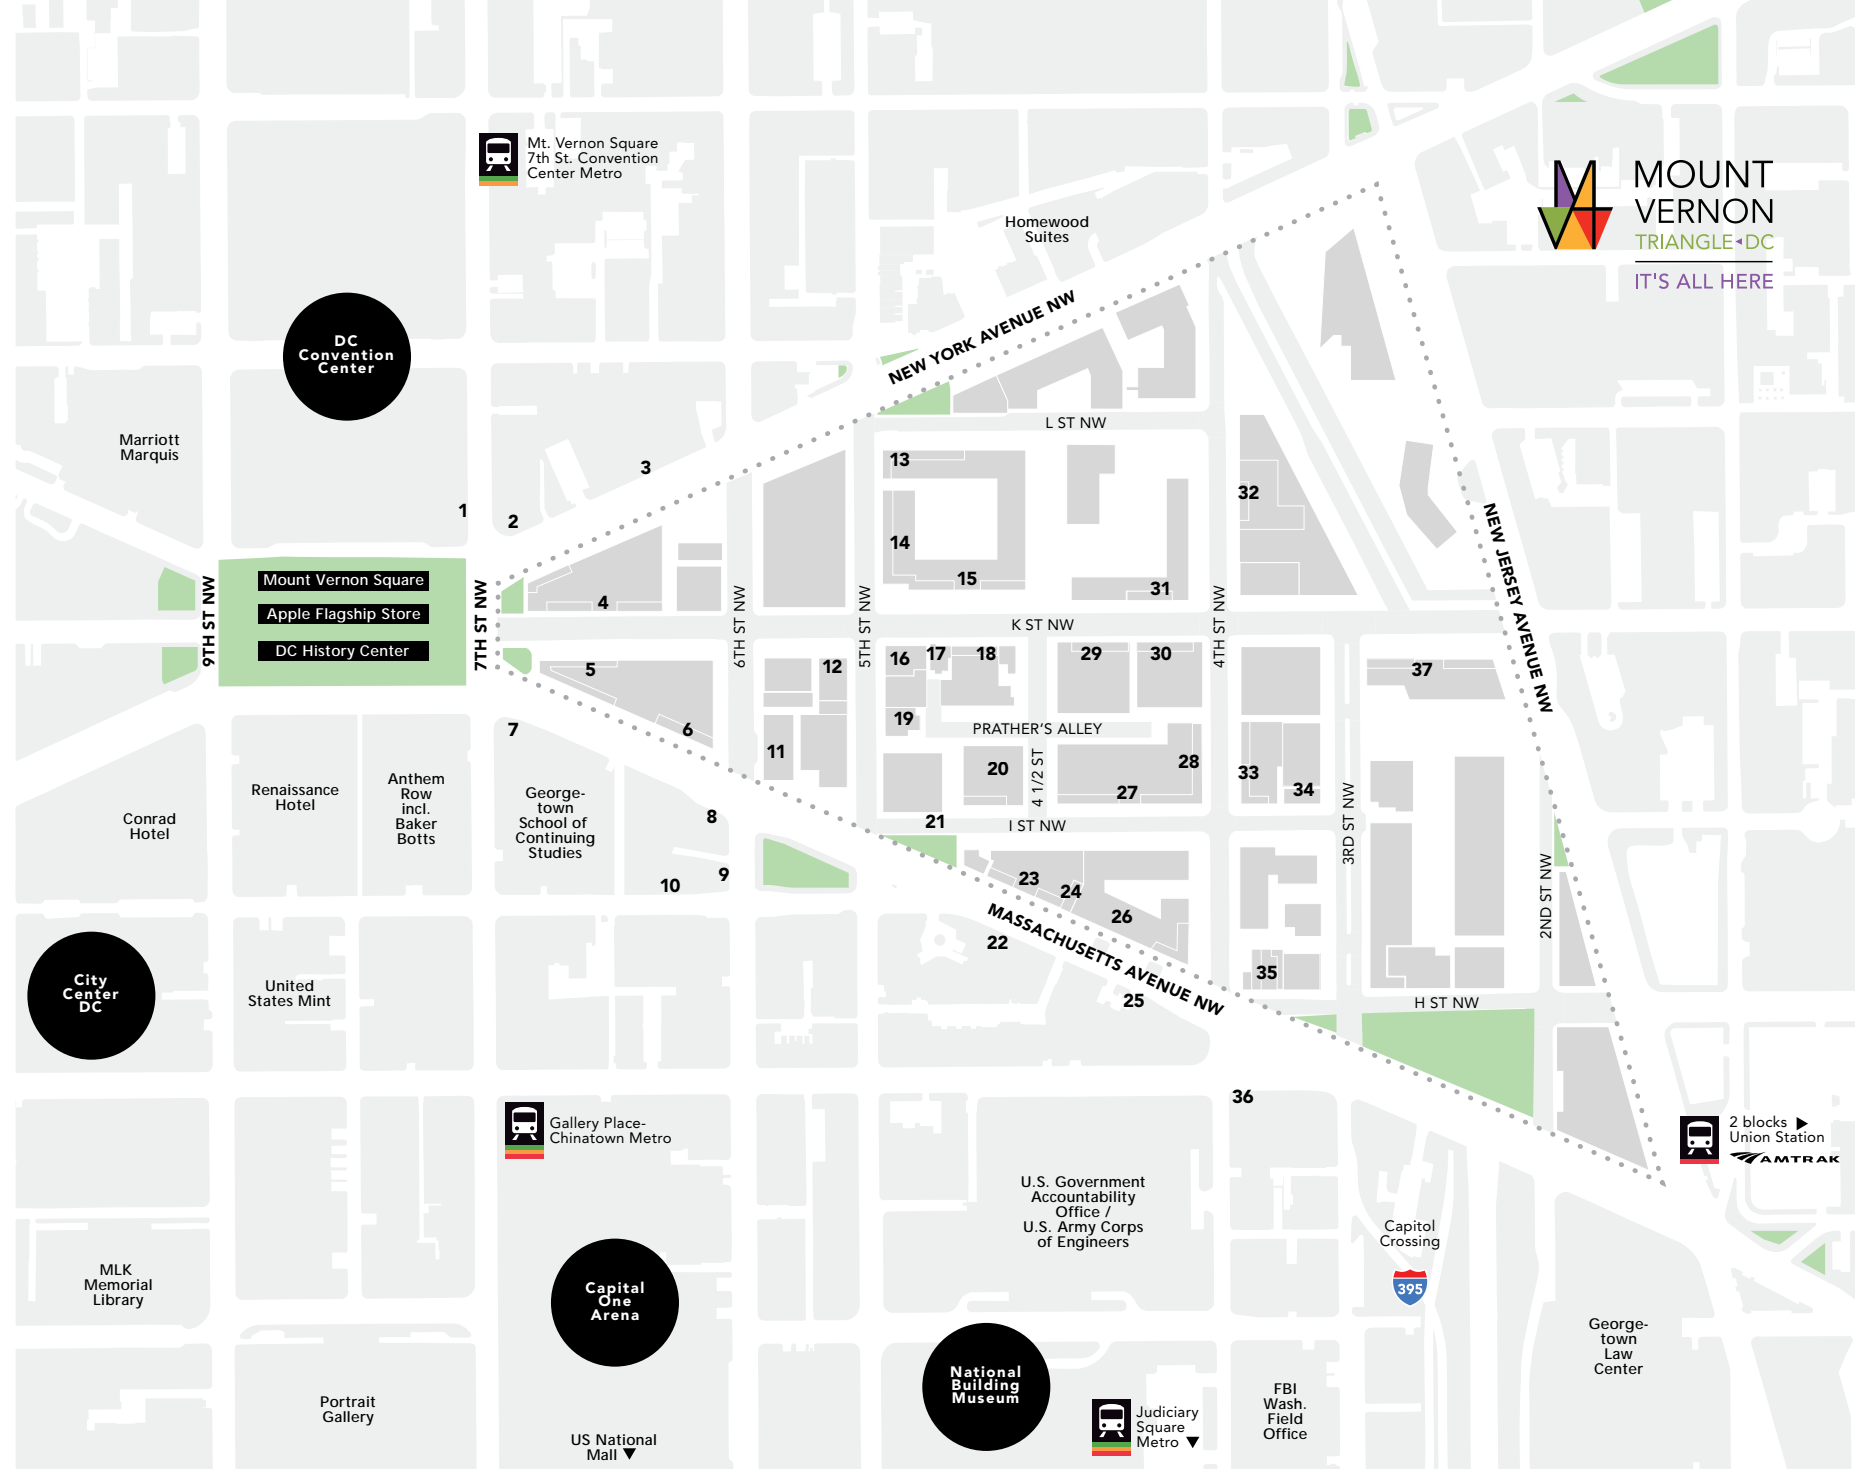 Mt. Vernon Square
7th St. Convention
Center Metro
MOUNT
VERNON
TRIANGLE DC
IT'S ALL HERE
Homewood
Suites
NEW YORK AVENUE NW
DC
Convention
Center
Marriott
Marquis
L ST NW
1
2
3
13
14
15
31
32
NEW JERSEY AVENUE NW
Mount Vernon Square
Apple Flagship Store
DC History Center
9TH ST NW
7TH ST NW
4
6TH ST NW
5TH ST NW
K ST NW
4TH ST NW
5
12
16
17
18
29
30
37
6
7
19
PRATHER'S ALLEY
11
20
4 1/2 ST
28
27
33
34
3RD ST NW
Renaissance
Hotel
Anthem
Row
incl.
Baker
Botts
George-
town
School of
Continuing
Studies
Conrad
Hotel
8
21
I ST NW
9
10
23
24
26
2ND ST NW
MASSACHUSETTS AVENUE NW
22
25
35
H ST NW
City
Center
DC
United
States Mint
36
Gallery Place-
Chinatown Metro
2 blocks
Union Station
AMTRAK
U.S. Government
Accountability
Office /
U.S. Army Corps
of Engineers
Capitol
Crossing
395
MLK
Memorial
Library
Capital
One
Arena
George-
town
Law
Center
National
Building
Museum
Portrait
Gallery
US National
Mall
Judiciary
Square
Metro
FBI
Wash.
Field
Office